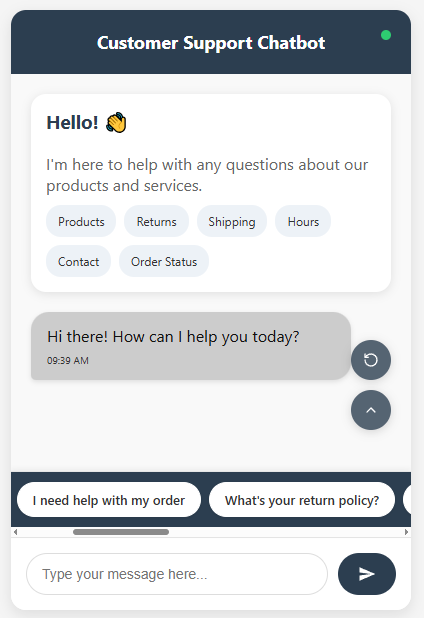 Customer Support Chatbot
Hello! 👋
I'm here to help with any questions about our
products and services.
Products Returns Shipping Hours
Contact Order Status
Hi there! How can I help you today?
09:39 AM
I need help with my order What's your return policy?
Type your message here...